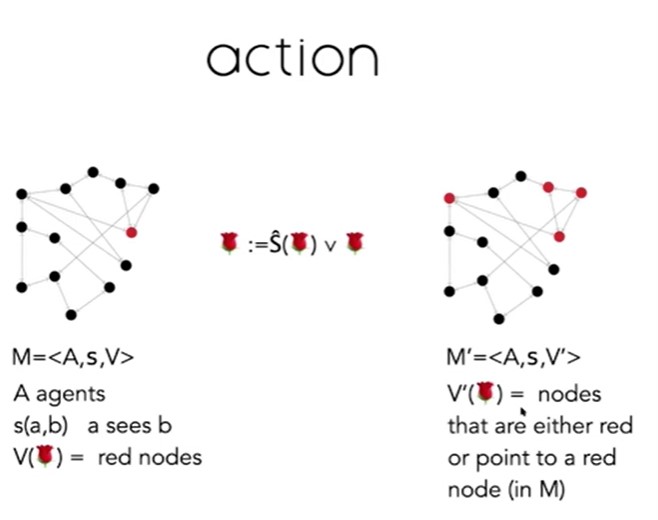 action
🌹 :=Ŝ(🌹) ∨ 🌹
M=<A,s,V>
A agents
s(a,b) a sees b
V(🌹) = red nodes
M'=<A,s,V'>
V'(🌹) = nodes
that are either red
or point to a red
node (in M)